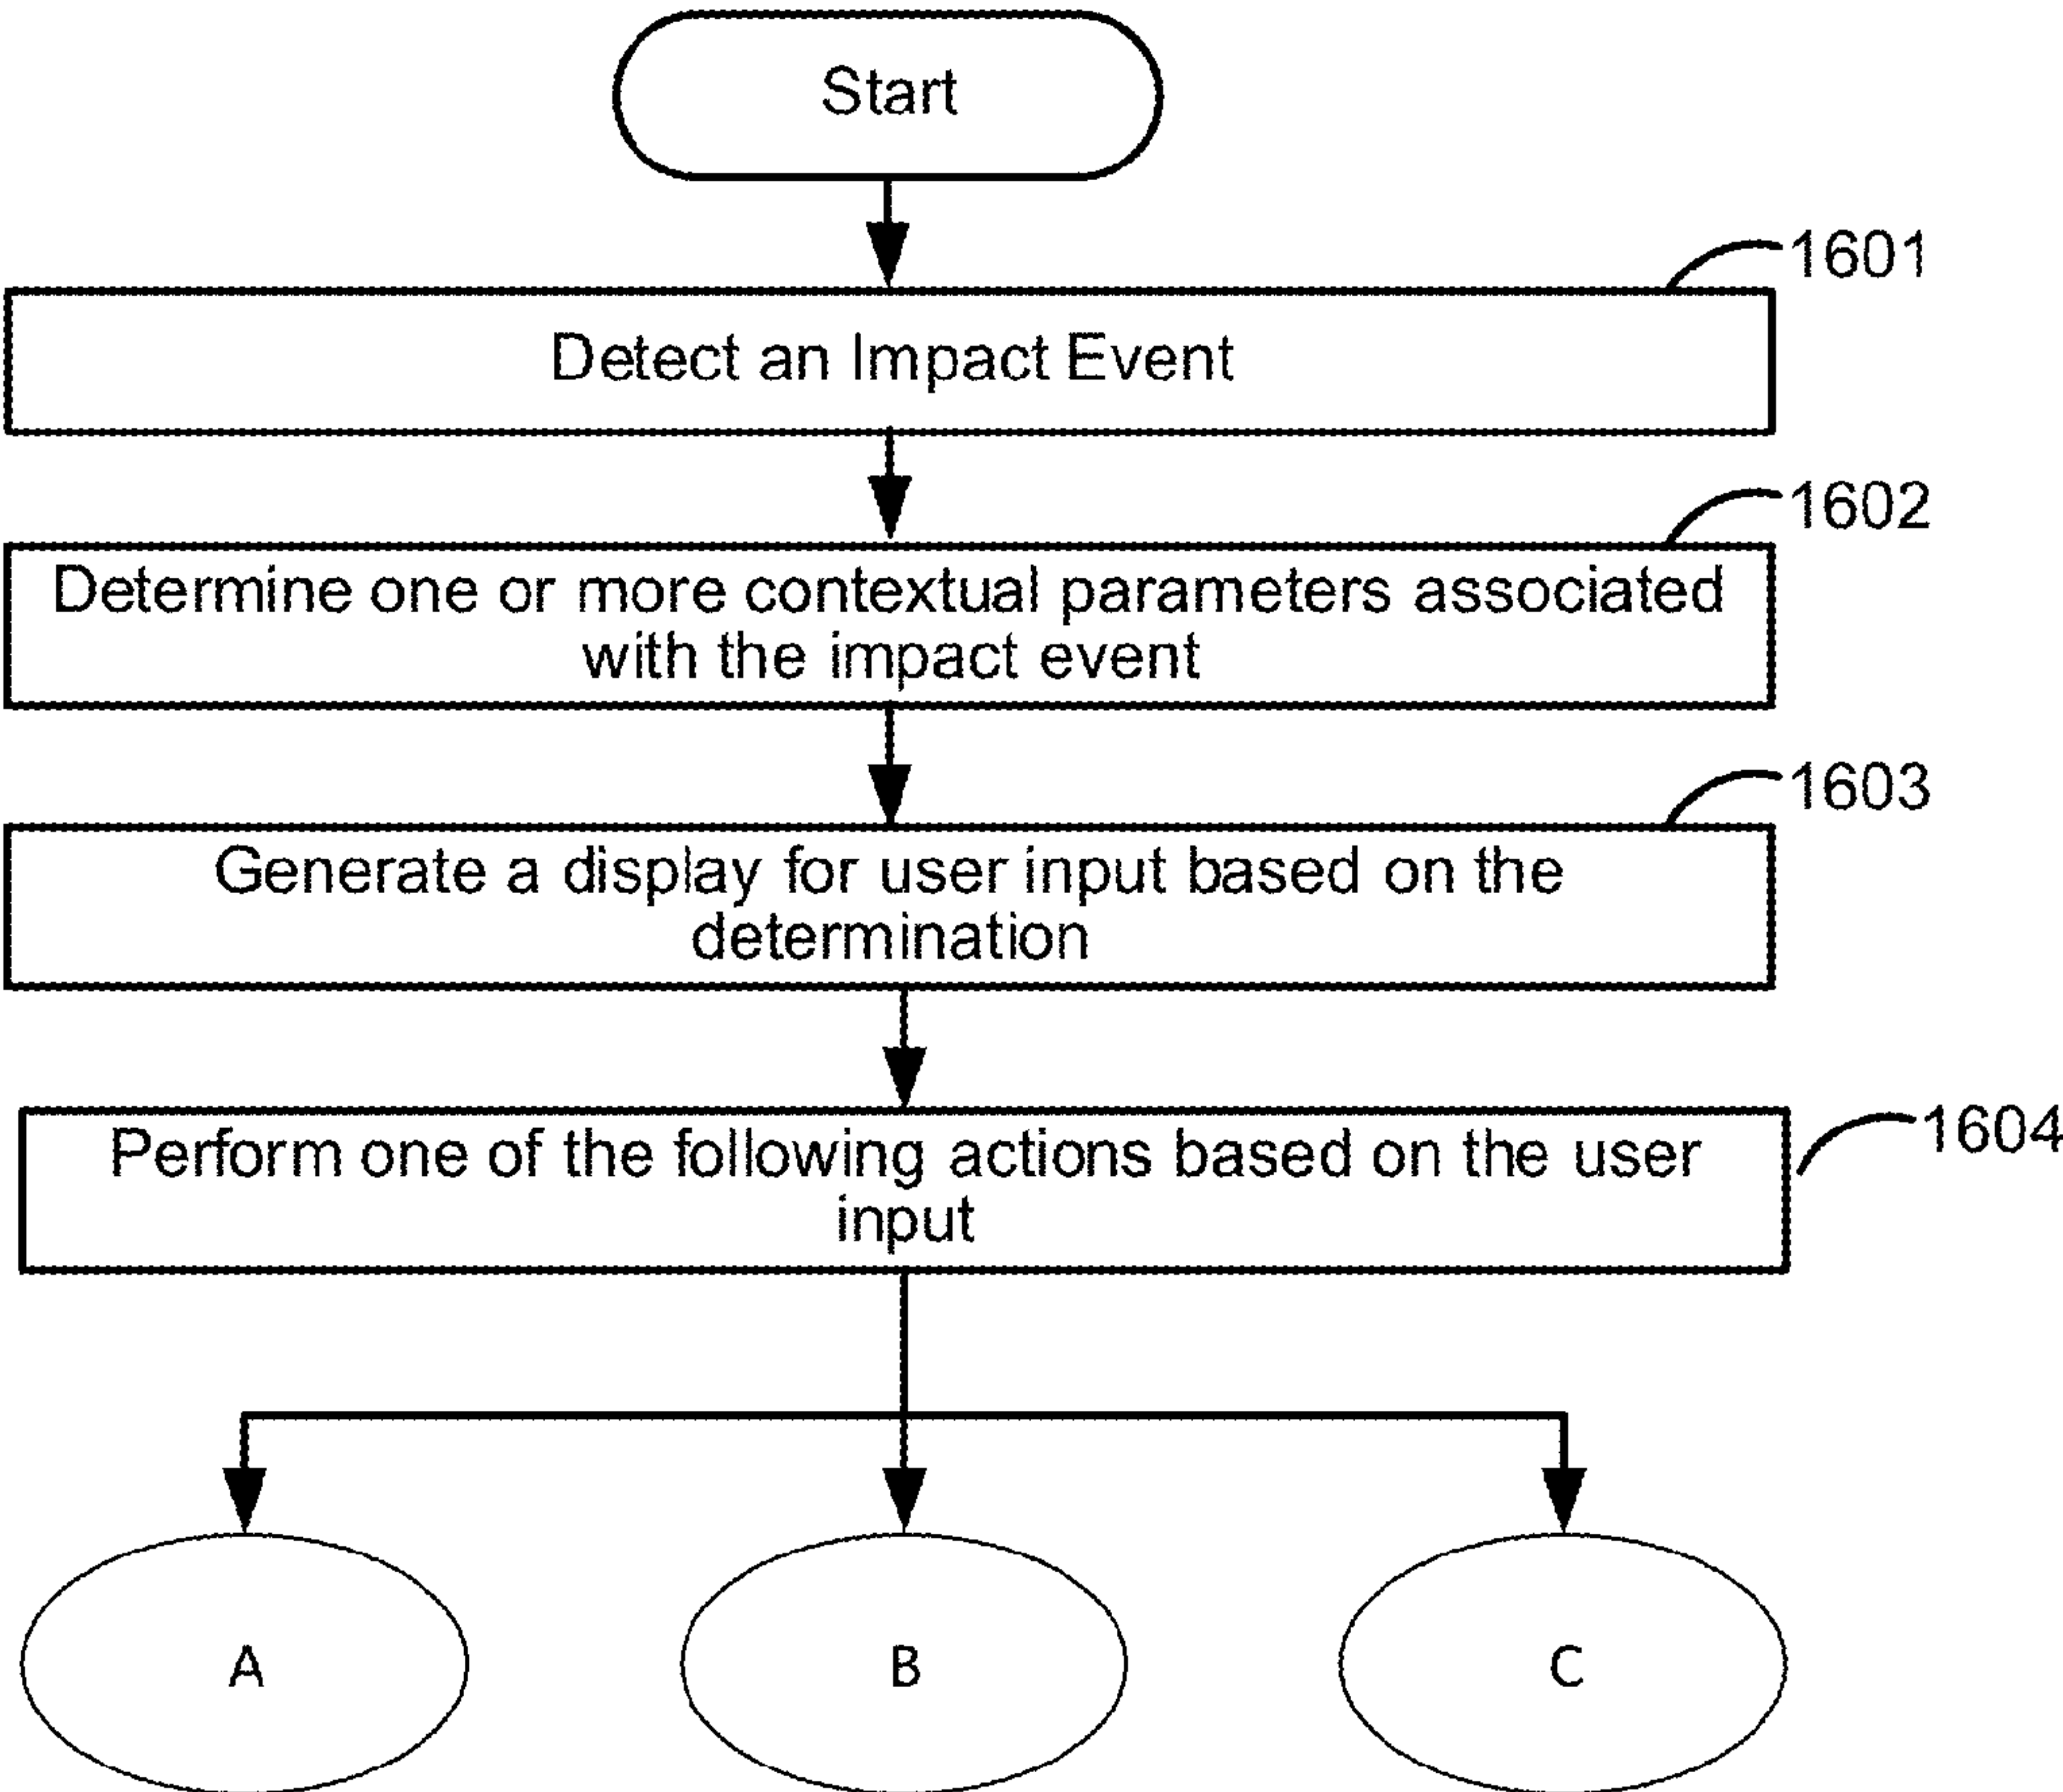 Start
1601
Detect an Impact Event
1602
Determine one or more contextual parameters associated
with the impact event
1603
Generate a display for user input based on the
determination
1604
Perform one of the following actions based on the user
input
A
B
C